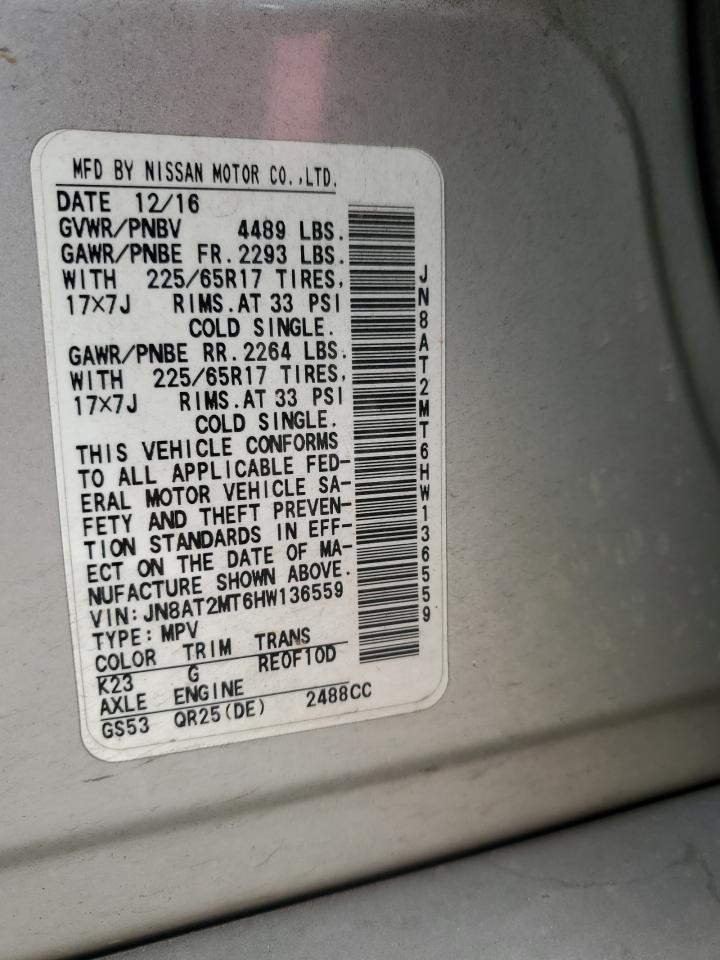 MFD BY NISSAN MOTOR CO.,LTD.
DATE 12/16
GVWR/PNBV 4489 LBS.
GAWR/PNBE FR. 2293 LBS.
WITH 225/65R17 TIRES,
17×7J RIMS. AT 33 PSI
COLD SINGLE.
GAWR/PNBE RR. 2264 LBS.
WITH 225/65R17 TIRES,
17×7J RIMS. AT 33 PSI
COLD SINGLE.
THIS VEHICLE CONFORMS
TO ALL APPLICABLE FED-
ERAL MOTOR VEHICLE SA-
FETY AND THEFT PREVEN-
TION STANDARDS IN EFF-
ECT ON THE DATE OF MA-
NUFACTURE SHOWN ABOVE.
VIN: JN8AT2MT6HW136559
TYPE: MPV
COLOR TRIM TRANS
K23 G RE0F10D
AXLE ENGINE
GS53 QR25(DE) 2488CC
JN8AT2MT6HW136559